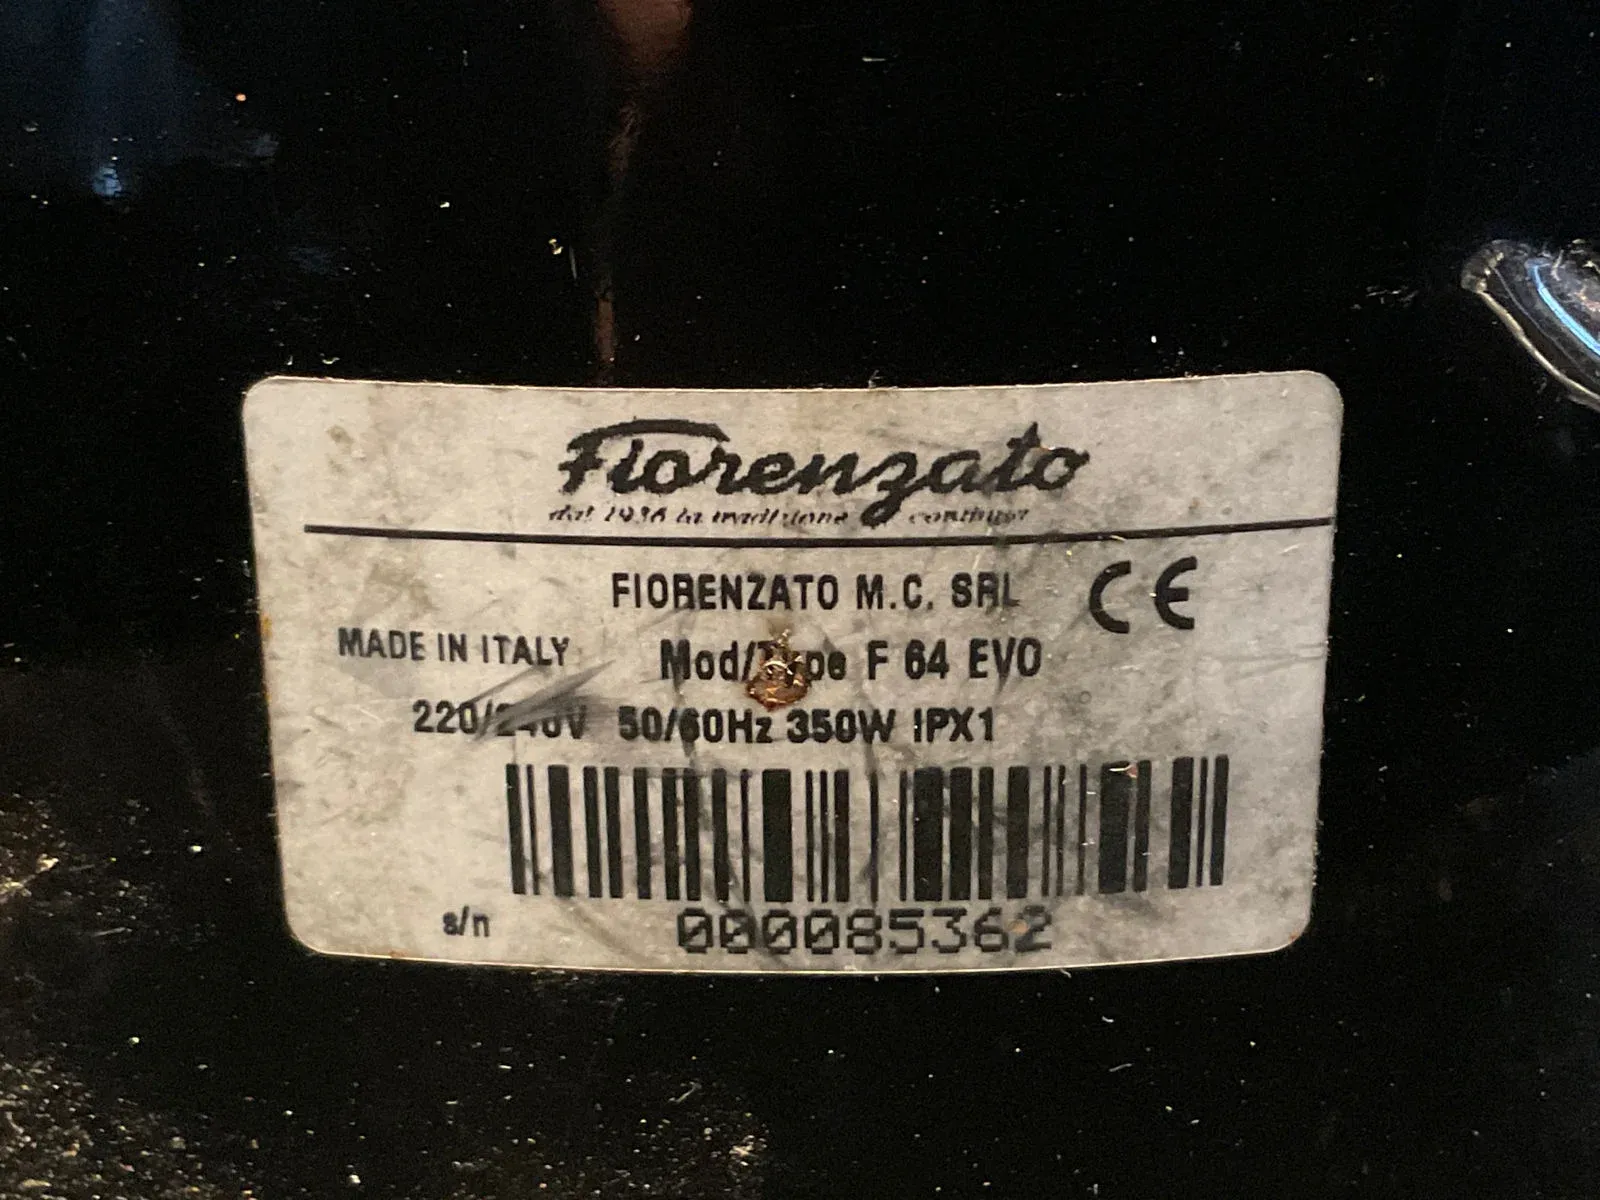 Fiorenzato
dal 1936 la tradizione continua
FIORENZATO M.C. SRL CE
MADE IN ITALY Mod/Type F 64 EVO
220/240V 50/60Hz 350W IPX1
s/n 000085362